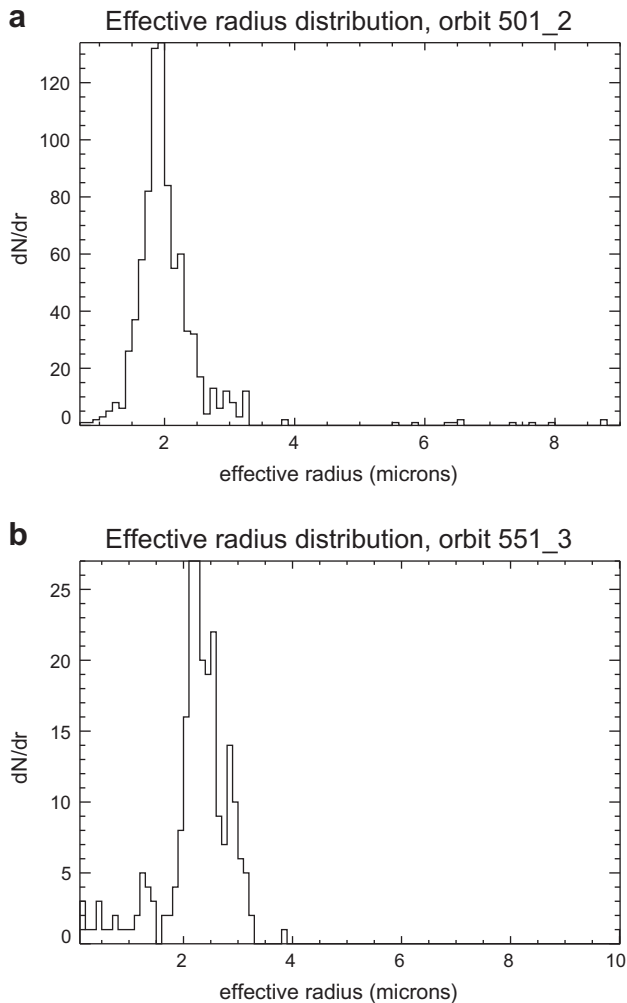 a
Effective radius distribution, orbit 501_2
120
100
80
60
40
20
0
dN/dr
2 4 6 8
effective radius (microns)
b
Effective radius distribution, orbit 551_3
25
20
15
10
5
0
dN/dr
2 4 6 8 10
effective radius (microns)